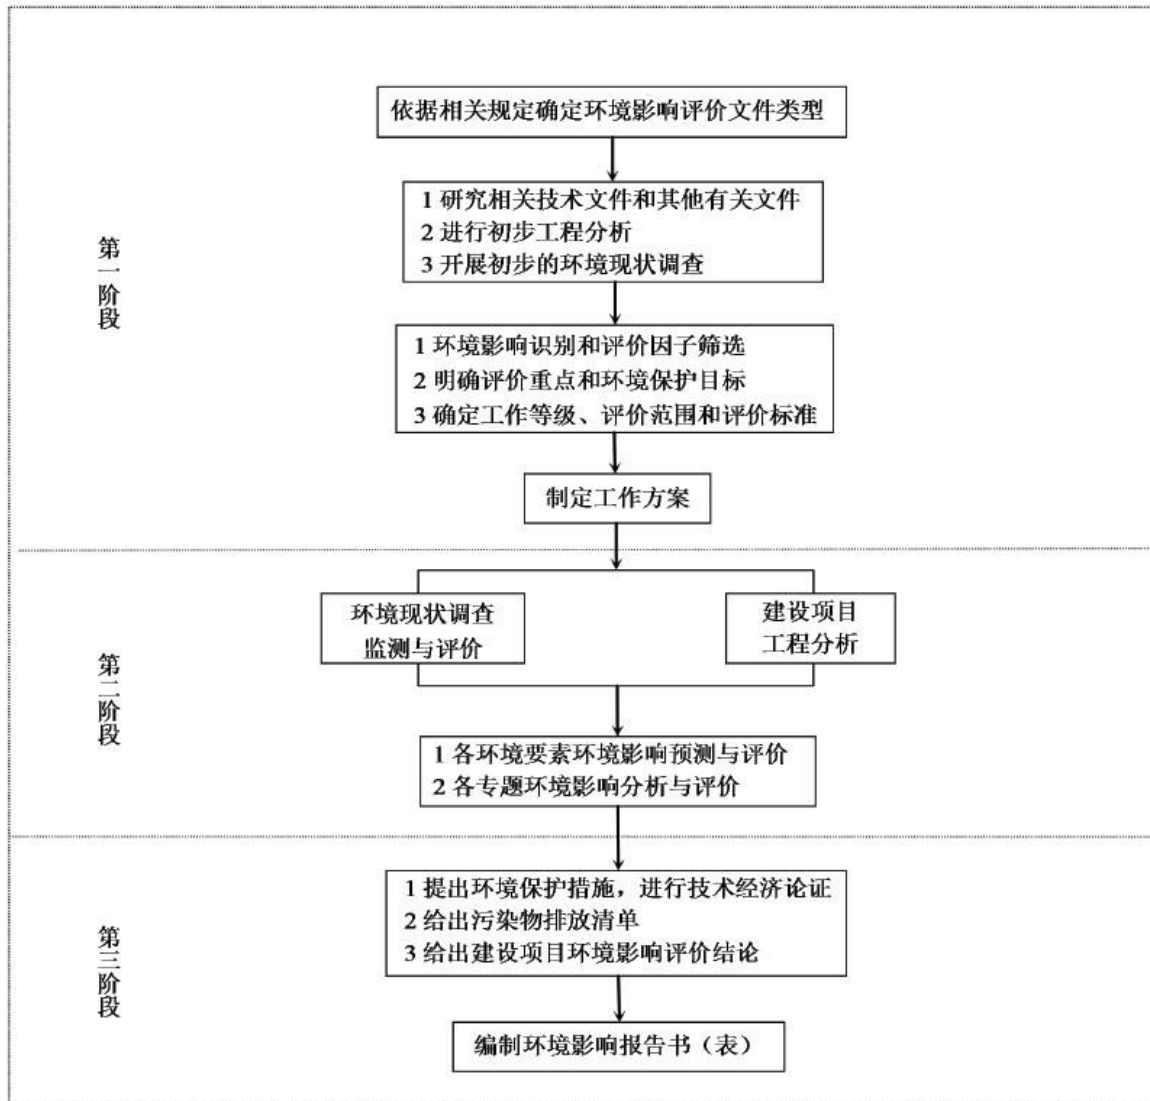 依据相关规定确定环境影响评价文件类型
1 研究相关技术文件和其他有关文件
2 进行初步工程分析
3 开展初步的环境现状调查
第一阶段
1 环境影响识别和评价因子筛选
2 明确评价重点和环境保护目标
3 确定工作等级、评价范围和评价标准
制定工作方案
环境现状调查
监测与评价
建设项目
工程分析
第二阶段
1 各环境要素环境影响预测与评价
2 各专题环境影响分析与评价
1 提出环境保护措施，进行技术经济论证
2 给出污染物排放清单
3 给出建设项目环境影响评价结论
第三阶段
编制环境影响报告书（表）